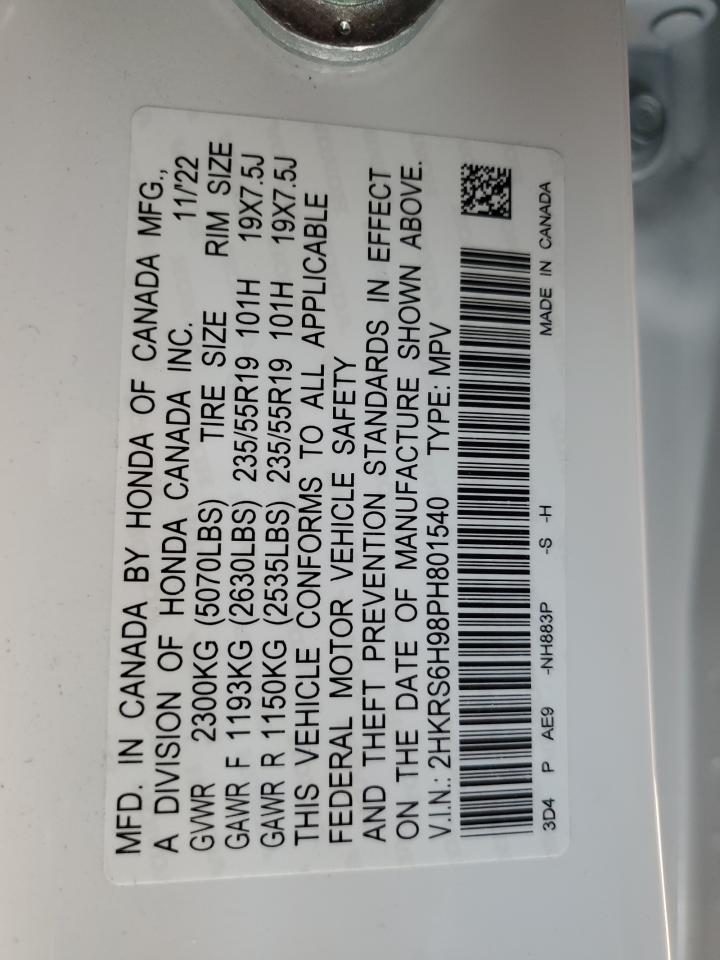 MFD. IN CANADA BY HONDA OF CANADA MFG.,
A DIVISION OF HONDA CANADA INC. 11/'22
GVWR 2300KG (5070LBS) TIRE SIZE RIM SIZE
GAWR F 1193KG (2630LBS) 235/55R19 101H 19X7.5J
GAWR R 1150KG (2535LBS) 235/55R19 101H 19X7.5J
THIS VEHICLE CONFORMS TO ALL APPLICABLE
FEDERAL MOTOR VEHICLE SAFETY
AND THEFT PREVENTION STANDARDS IN EFFECT
ON THE DATE OF MANUFACTURE SHOWN ABOVE.
V.I.N.: 2HKRS6H98PH801540 TYPE: MPV
3D4 P AE9 -NH883P -S -H MADE IN CANADA